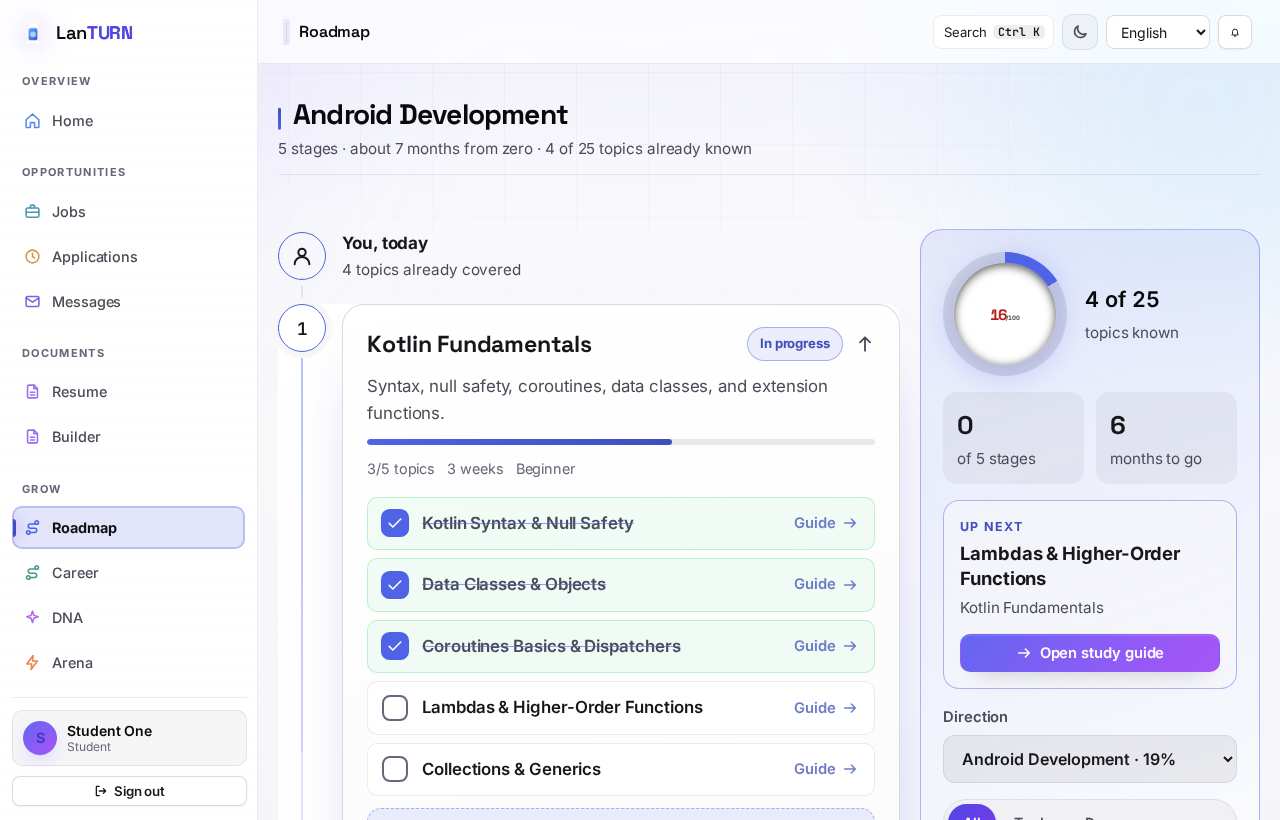 LanTURN
OVERVIEW
Home
OPPORTUNITIES
Jobs
Applications
Messages
DOCUMENTS
Resume
Builder
GROW
Roadmap
Career
DNA
Arena
S
Student One
Student
Sign out
Roadmap
Search Ctrl K
English
Android Development
5 stages · about 7 months from zero · 4 of 25 topics already known
You, today
4 topics already covered
1
Kotlin Fundamentals
In progress
Syntax, null safety, coroutines, data classes, and extension
functions.
3/5 topics 3 weeks Beginner
Kotlin Syntax & Null Safety
Guide
Data Classes & Objects
Guide
Coroutines Basics & Dispatchers
Guide
Lambdas & Higher-Order Functions
Guide
Collections & Generics
Guide
16/100
4 of 25
topics known
0
of 5 stages
6
months to go
UP NEXT
Lambdas & Higher-Order
Functions
Kotlin Fundamentals
Open study guide
Direction
Android Development · 19%